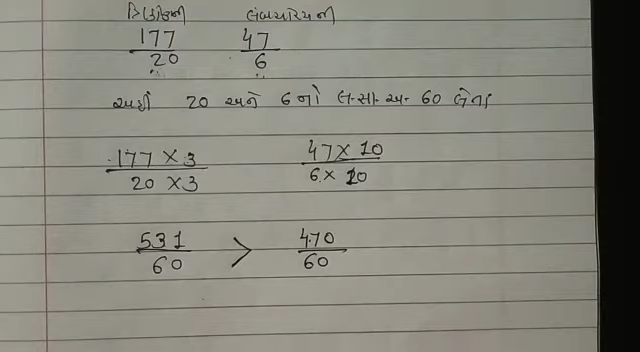 ત્રિકોણની લંબચોરસની
177/20 47/6
અહીં 20 અને 6 નો લ.સા.અ. 60 લેતા
177 × 3 / 20 × 3 47 × 10 / 6 × 10
531/60 > 470/60